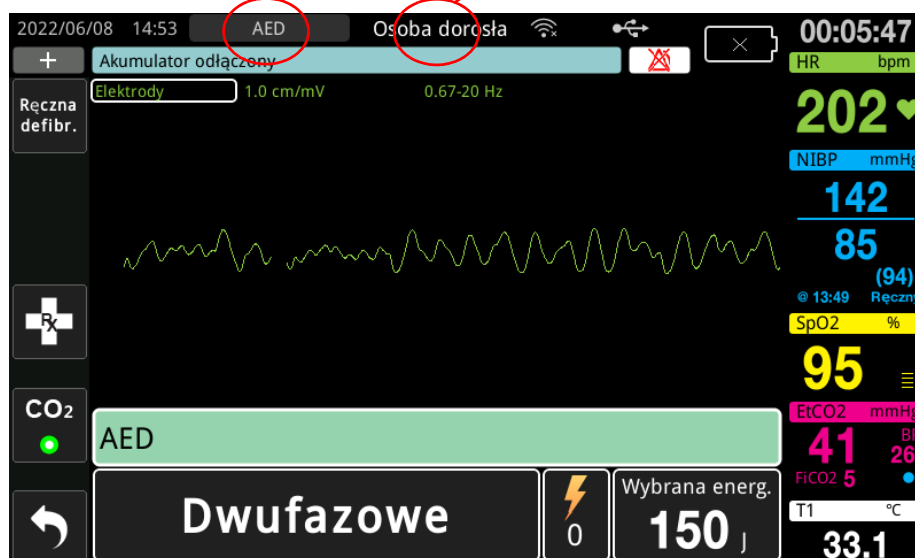 2022/06/08 14:53 AED Osoba dorosła 00:05:47
+ Akumulator odłączony HR bpm
Elektrody 1.0 cm/mV 0.67-20 Hz
Ręczna
defibr.
202
NIBP mmHg
142
85
(94)
@ 13:49 Ręczny
SpO2 %
95
Rx
CO2
EtCO2 mmHg
AED
41 26
FiCO2 5
Dwufazowe
0
Wybrana energ.
150 J
T1 °C
33.1